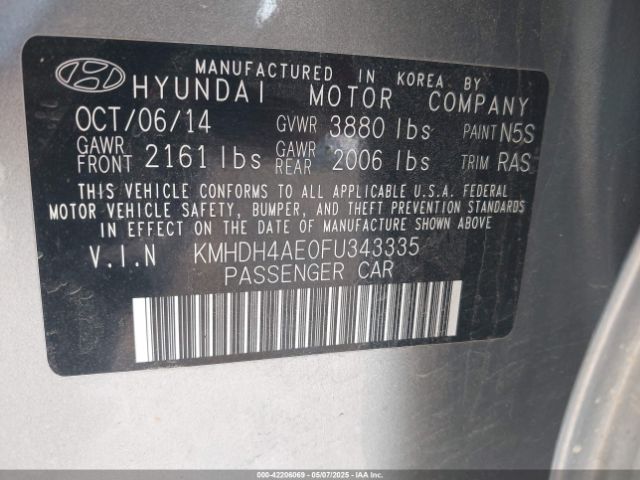 MANUFACTURED IN KOREA BY
HYUNDAI MOTOR COMPANY
OCT/06/14 GVWR 3880 lbs PAINT N5S
GAWR FRONT 2161 lbs GAWR REAR 2006 lbs TRIM RAS
THIS VEHICLE CONFORMS TO ALL APPLICABLE U.S.A. FEDERAL
MOTOR VEHICLE SAFETY, BUMPER, AND THEFT PREVENTION STANDARDS
IN EFFECT ON THE DATE OF MANUFACTURE SHOWN ABOVE
V.I.N KMHDH4AE0FU343335
PASSENGER CAR
000-42206069 05/07/2025 IAAI.COM